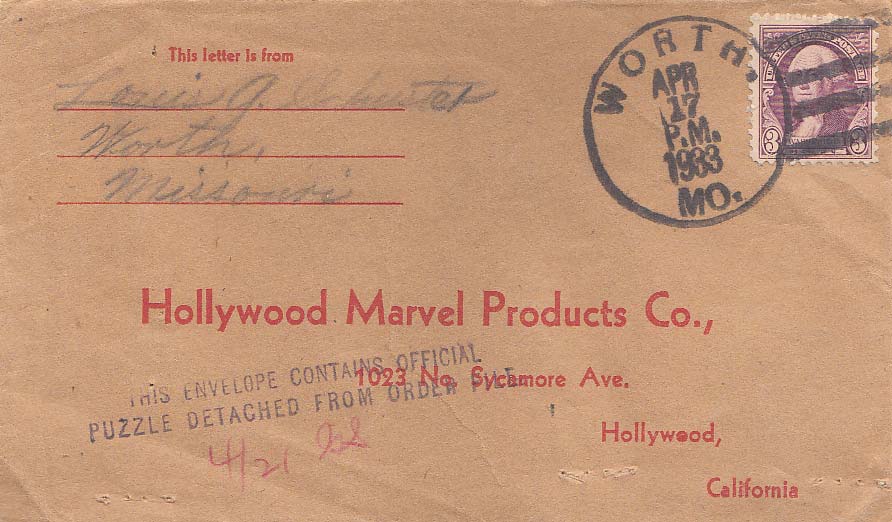 This letter is from
Louis A.
Worth,
Missouri
WORTH,
APR
17
P.M.
1933
MO.
3 3
Hollywood Marvel Products Co.,
1023 No. Sycamore Ave.
Hollywood,
California
THIS ENVELOPE CONTAINS OFFICIAL
PUZZLE DETACHED FROM ORDER FILE
4/21